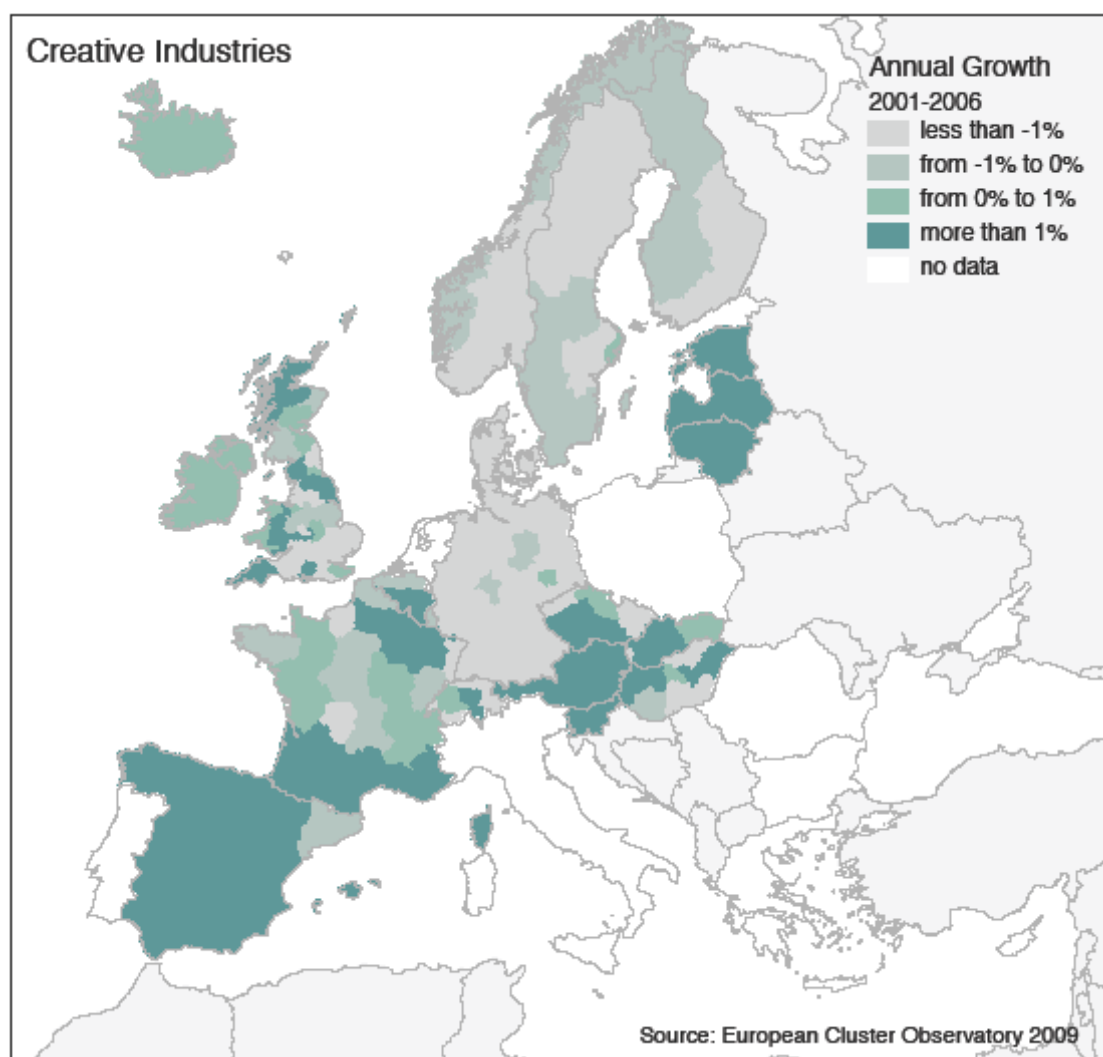 Creative Industries
Annual Growth
2001-2006
less than -1%
from -1% to 0%
from 0% to 1%
more than 1%
no data
Source: European Cluster Observatory 2009